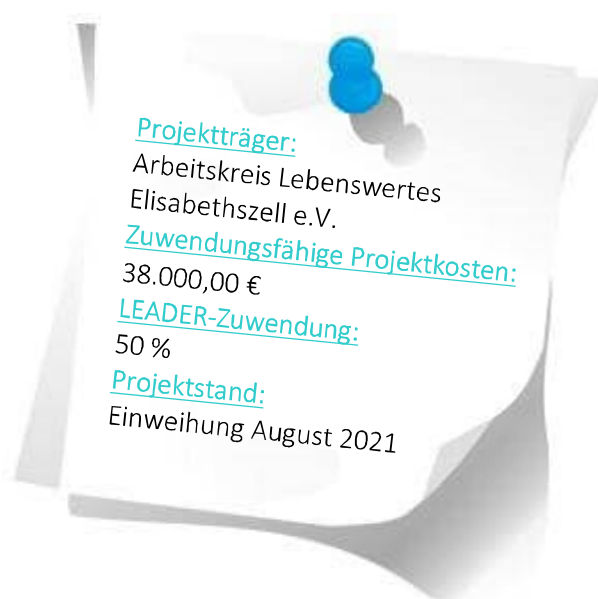 Projektträger:
Arbeitskreis Lebenswertes
Elisabethszell e.V.
Zuwendungsfähige Projektkosten:
38.000,00 €
LEADER-Zuwendung:
50 %
Projektstand:
Einweihung August 2021